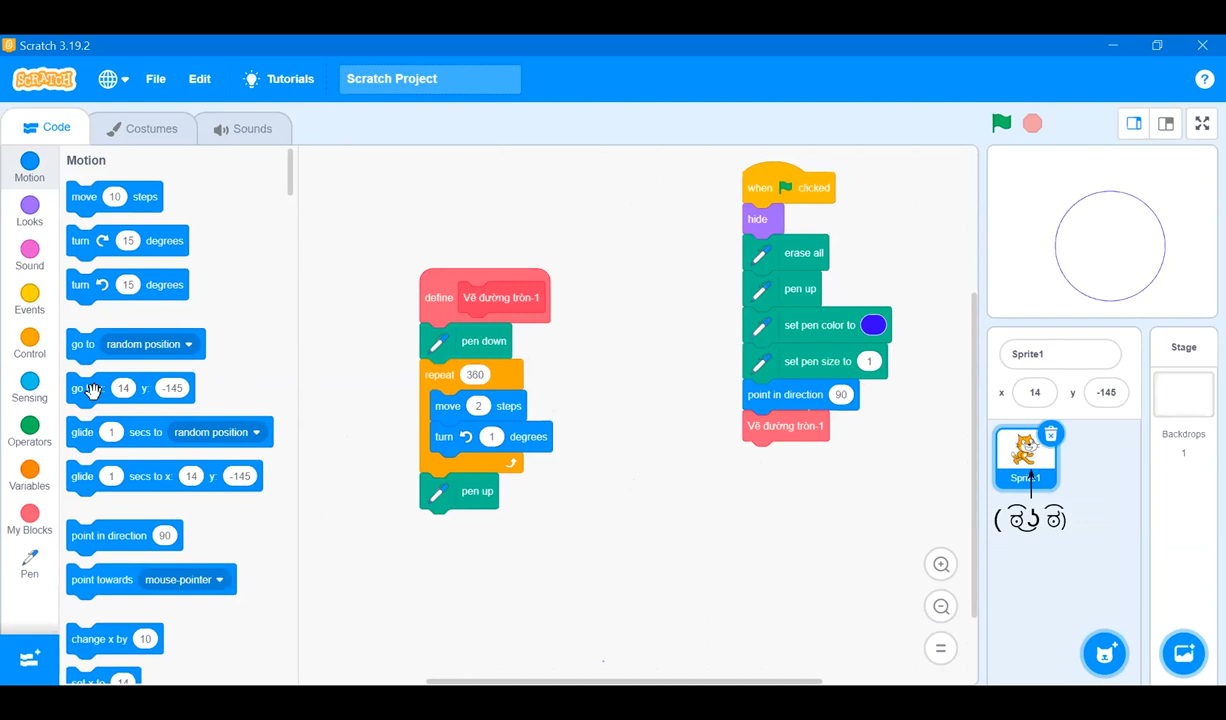 Scratch 3.19.2
SCRATCH File Edit Tutorials Scratch Project ?
Code Costumes Sounds
Motion
Looks
Sound
Events
Control
Sensing
Operators
Variables
My Blocks
Pen
Motion
move 10 steps
turn 15 degrees
turn 15 degrees
go to random position
go y: 14 -145
glide 1 secs to random position
glide 1 secs to x: 14 y: -145
point in direction 90
point towards mouse-pointer
change x by 10
set x to 14
define Vẽ đường tròn-1
pen down
repeat 360
move 2 steps
turn 1 degrees
pen up
when clicked
hide
erase all
pen up
set pen color to
set pen size to 1
point in direction 90
Vẽ đường tròn-1
Sprite1
x 14 y -145
Sprite1
( ͡ಠ ͜ʖ ͡ಠ)
Stage
Backdrops
1